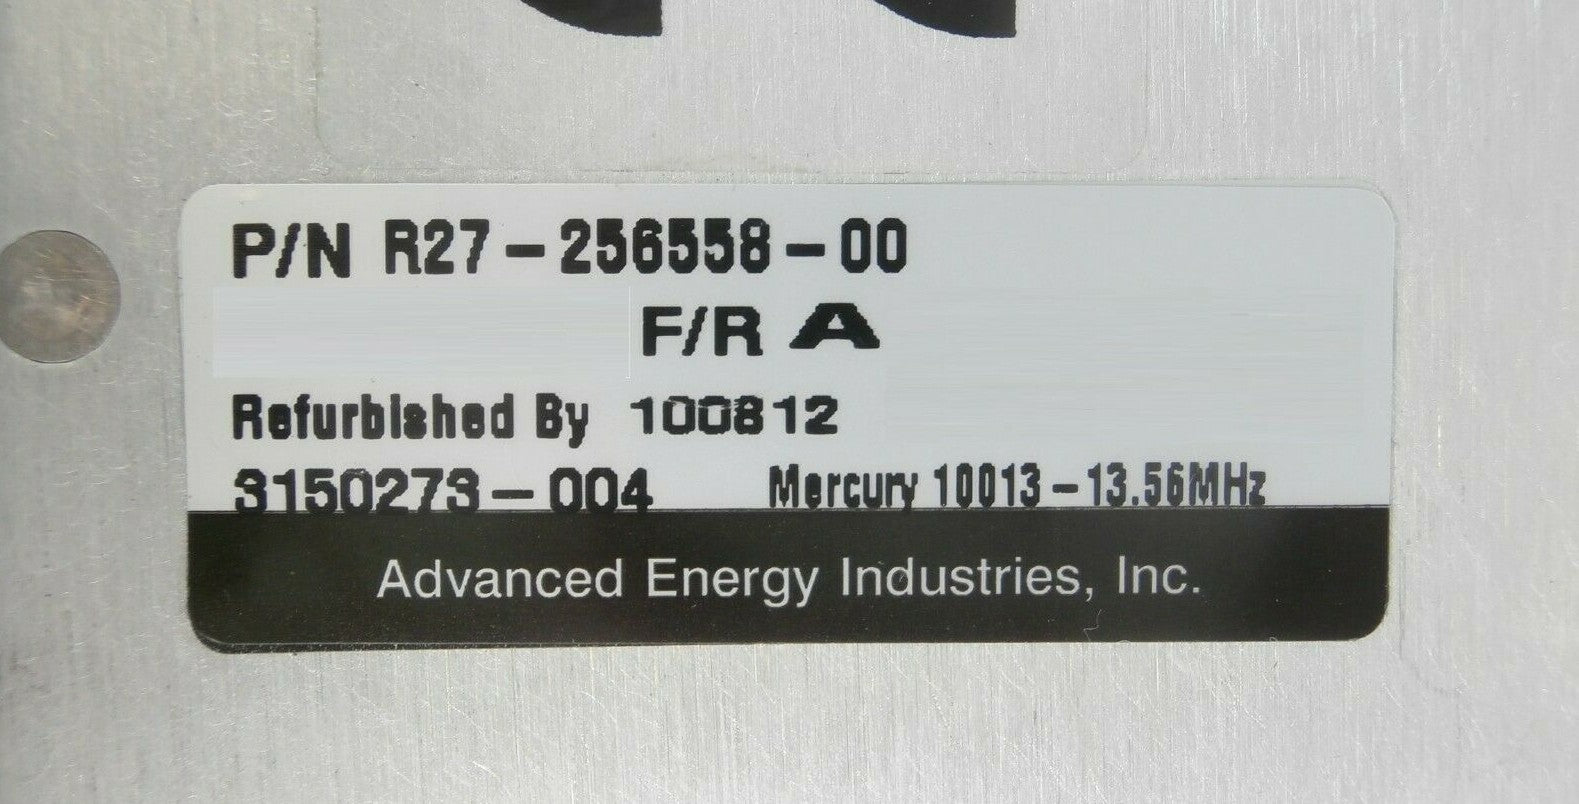 P/N R27-256558-00
F/R A
Refurbished By 100812
3150273-004 Mercury 10013-13.56MHz
Advanced Energy Industries, Inc.